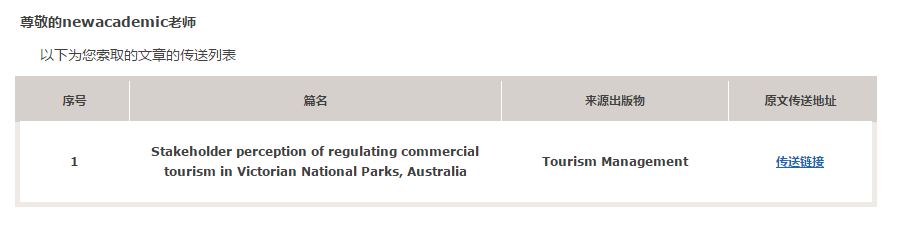 尊敬的newacademic老师
以下为您索取的文章的传送列表
序号 篇名 来源出版物 原文传送地址
1 Stakeholder perception of regulating commercial tourism in Victorian National Parks, Australia Tourism Management 传送链接